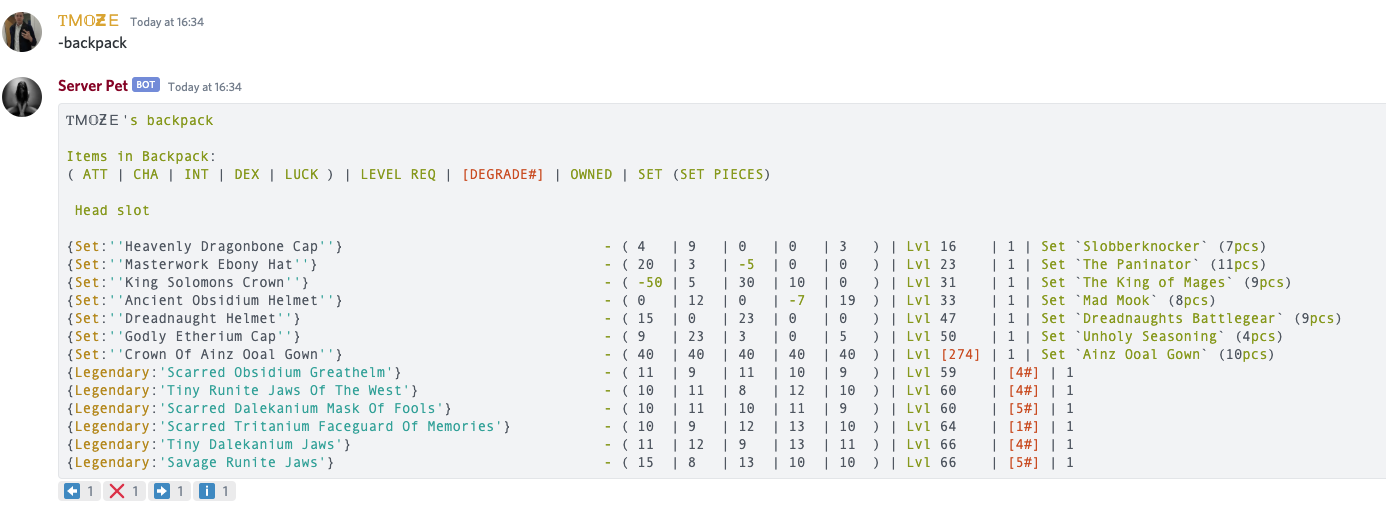 𝕋𝕄𝕆ƵE Today at 16:34
-backpack
Server Pet BOT Today at 16:34
𝕋𝕄𝕆ƵE's backpack
Items in Backpack:
( ATT | CHA | INT | DEX | LUCK ) | LEVEL REQ | [DEGRADE#] | OWNED | SET (SET PIECES)
Head slot
{Set:''Heavenly Dragonbone Cap''} - ( 4 | 9 | 0 | 0 | 3 ) | Lvl 16 | 1 | Set `Slobberknocker` (7pcs)
{Set:''Masterwork Ebony Hat''} - ( 20 | 3 | -5 | 0 | 0 ) | Lvl 23 | 1 | Set `The Paninator` (11pcs)
{Set:''King Solomons Crown''} - ( -50 | 5 | 30 | 10 | 0 ) | Lvl 31 | 1 | Set `The King of Mages` (9pcs)
{Set:''Ancient Obsidium Helmet''} - ( 0 | 12 | 0 | -7 | 19 ) | Lvl 33 | 1 | Set `Mad Mook` (8pcs)
{Set:''Dreadnaught Helmet''} - ( 15 | 0 | 23 | 0 | 0 ) | Lvl 47 | 1 | Set `Dreadnaughts Battlegear` (9pcs)
{Set:''Godly Etherium Cap''} - ( 9 | 23 | 3 | 0 | 5 ) | Lvl 50 | 1 | Set `Unholy Seasoning` (4pcs)
{Set:''Crown Of Ainz Ooal Gown''} - ( 40 | 40 | 40 | 40 | 40 ) | Lvl [274] | 1 | Set `Ainz Ooal Gown` (10pcs)
{Legendary:'Scarred Obsidium Greathelm'} - ( 11 | 9 | 11 | 10 | 9 ) | Lvl 59 | [4#] | 1
{Legendary:'Tiny Runite Jaws Of The West'} - ( 10 | 11 | 8 | 12 | 10 ) | Lvl 60 | [4#] | 1
{Legendary:'Scarred Dalekanium Mask Of Fools'} - ( 10 | 11 | 10 | 11 | 9 ) | Lvl 60 | [5#] | 1
{Legendary:'Scarred Tritanium Faceguard Of Memories'} - ( 10 | 9 | 12 | 13 | 10 ) | Lvl 64 | [1#] | 1
{Legendary:'Tiny Dalekanium Jaws'} - ( 11 | 12 | 9 | 13 | 11 ) | Lvl 66 | [4#] | 1
{Legendary:'Savage Runite Jaws'} - ( 15 | 8 | 13 | 10 | 10 ) | Lvl 66 | [5#] | 1
⬅ 1 ❌ 1 ➡ 1 ℹ 1